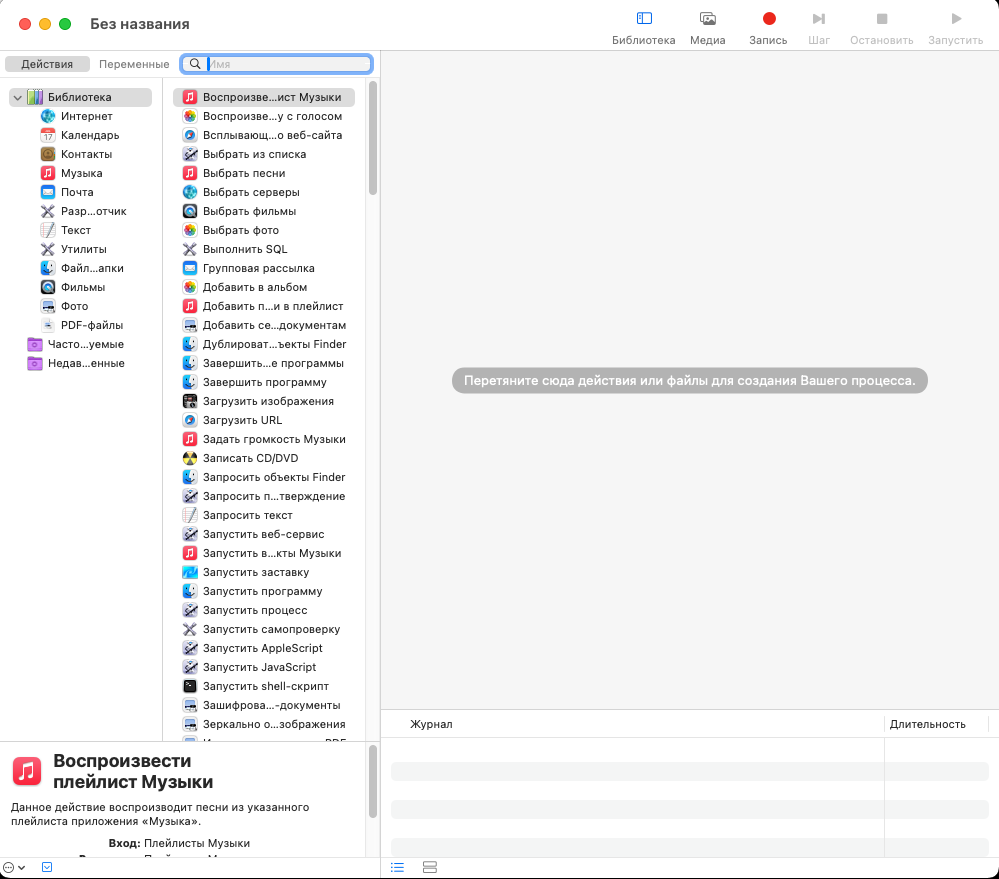 Без названия
Библиотека
Медиа
Запись
Шаг
Остановить
Запустить
Действия
Переменные
Имя
Библиотека
Интернет
Календарь
Контакты
Музыка
Почта
Разр...отчик
Текст
Утилиты
Файл...апки
Фильмы
Фото
PDF-файлы
Часто...уемые
Недав...енные
Воспроизве...ист Музыки
Воспроизве...у с голосом
Всплывающ...о веб-сайта
Выбрать из списка
Выбрать песни
Выбрать серверы
Выбрать фильмы
Выбрать фото
Выполнить SQL
Групповая рассылка
Добавить в альбом
Добавить п...и в плейлист
Добавить се...документам
Дублироват...ъекты Finder
Завершить...е программы
Завершить программу
Загрузить изображения
Загрузить URL
Задать громкость Музыки
Записать CD/DVD
Запросить объекты Finder
Запросить п...тверждение
Запросить текст
Запустить веб-сервис
Запустить в...кты Музыки
Запустить заставку
Запустить программу
Запустить процесс
Запустить самопроверку
Запустить AppleScript
Запустить JavaScript
Запустить shell-скрипт
Зашифрова...-документы
Зеркально о...зображения
Перетяните сюда действия или файлы для создания Вашего процесса.
Воспроизвести
плейлист Музыки
Данное действие воспроизводит песни из указанного
плейлиста приложения «Музыка».
Вход: Плейлисты Музыки
Журнал
Длительность